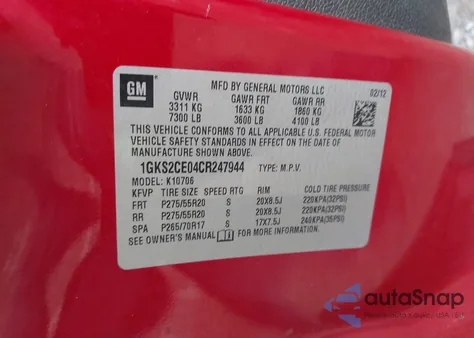 GM
MFD BY GENERAL MOTORS LLC
02/12
GVWR GAWR FRT GAWR RR
3311 KG 1633 KG 1860 KG
7300 LB 3600 LB 4100 LB
THIS VEHICLE CONFORMS TO ALL APPLICABLE U.S. FEDERAL MOTOR
VEHICLE SAFETY STANDARDS IN EFFECT ON THE DATE OF
MANUFACTURE SHOWN ABOVE.
1GKS2CE04CR247944 TYPE: M.P.V.
MODEL: K10706
KFVP TIRE SIZE SPEED RTG RIM COLD TIRE PRESSURE
FRT P275/55R20 S 20X8.5J 220KPA(32PSI)
RR P275/55R20 S 20X8.5J 220KPA(32PSI)
SPA P265/70R17 S 17X7.5J 240KPA(35PSI)
SEE OWNER'S MANUAL FOR MORE INFORMATION.
autoSnap